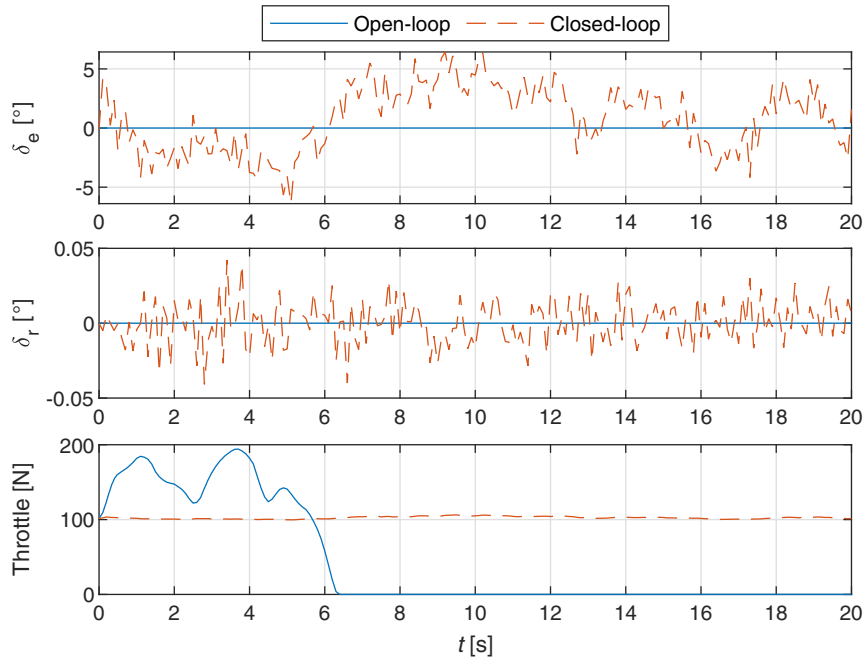 Open-loop Closed-loop
δe [°]
5
0
-5
0 2 4 6 8 10 12 14 16 18 20
δr [°]
0.05
0
-0.05
0 2 4 6 8 10 12 14 16 18 20
Throttle [N]
200
100
0
0 2 4 6 8 10 12 14 16 18 20
t [s]